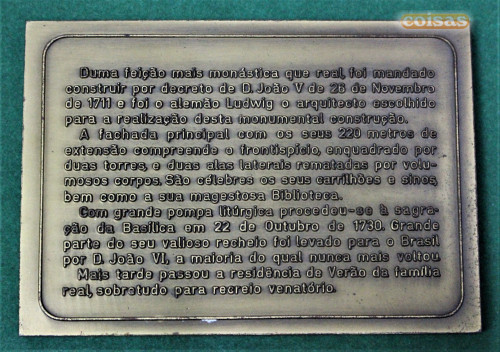 coisas
Duma feição mais monástica que real, foi mandado
construir por decreto de D. João V de 26 de Novembro
de 1711 e foi o alemão Ludwig o arquitecto escolhido
para a realização desta monumental construção.
A fachada principal com os seus 220 metros de
extensão compreende o frontispício, enquadrado por
duas torres, e duas alas laterais rematadas por volu-
mosos corpos. São célebres os seus carrilhões e sinos,
bem como a sua magestosa Biblioteca.
Com grande pompa litúrgica procedeu-se à sagra-
ção da Basílica em 22 de Outubro de 1730. Grande
parte do seu valioso recheio foi levado para o Brasil
por D. João VI, a maioria do qual nunca mais voltou.
Mais tarde passou a residência de Verão da família
real, sobretudo para recreio venatório.